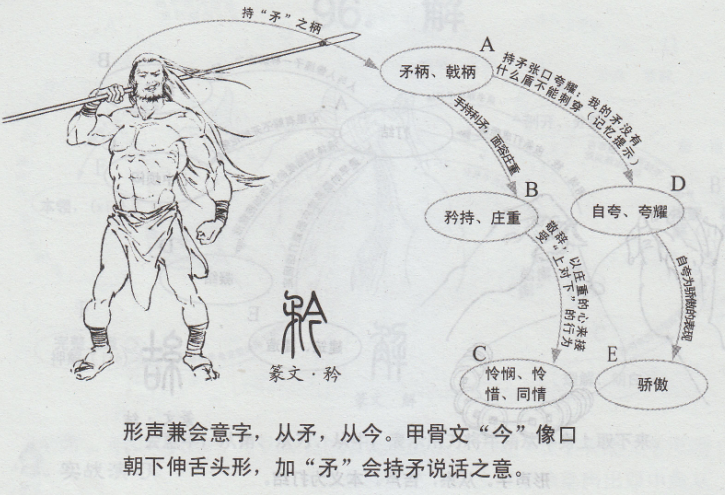 持“矛”之柄
A
矛柄、戟柄
持矛张口夸耀：我的矛没有
什么盾不能刺穿（记忆提示）
手持利矛，面容庄重
B
矜持、庄重
D
自夸、夸耀
敬辞，以庄重的心来接
受“上对下”的行为
自夸为骄傲的表现
C
怜悯、怜
惜、同情
E
骄傲
矜
篆文·矜
形声兼会意字，从矛，从今。甲骨文“今”像口
朝下伸舌头形，加“矛”会持矛说话之意。